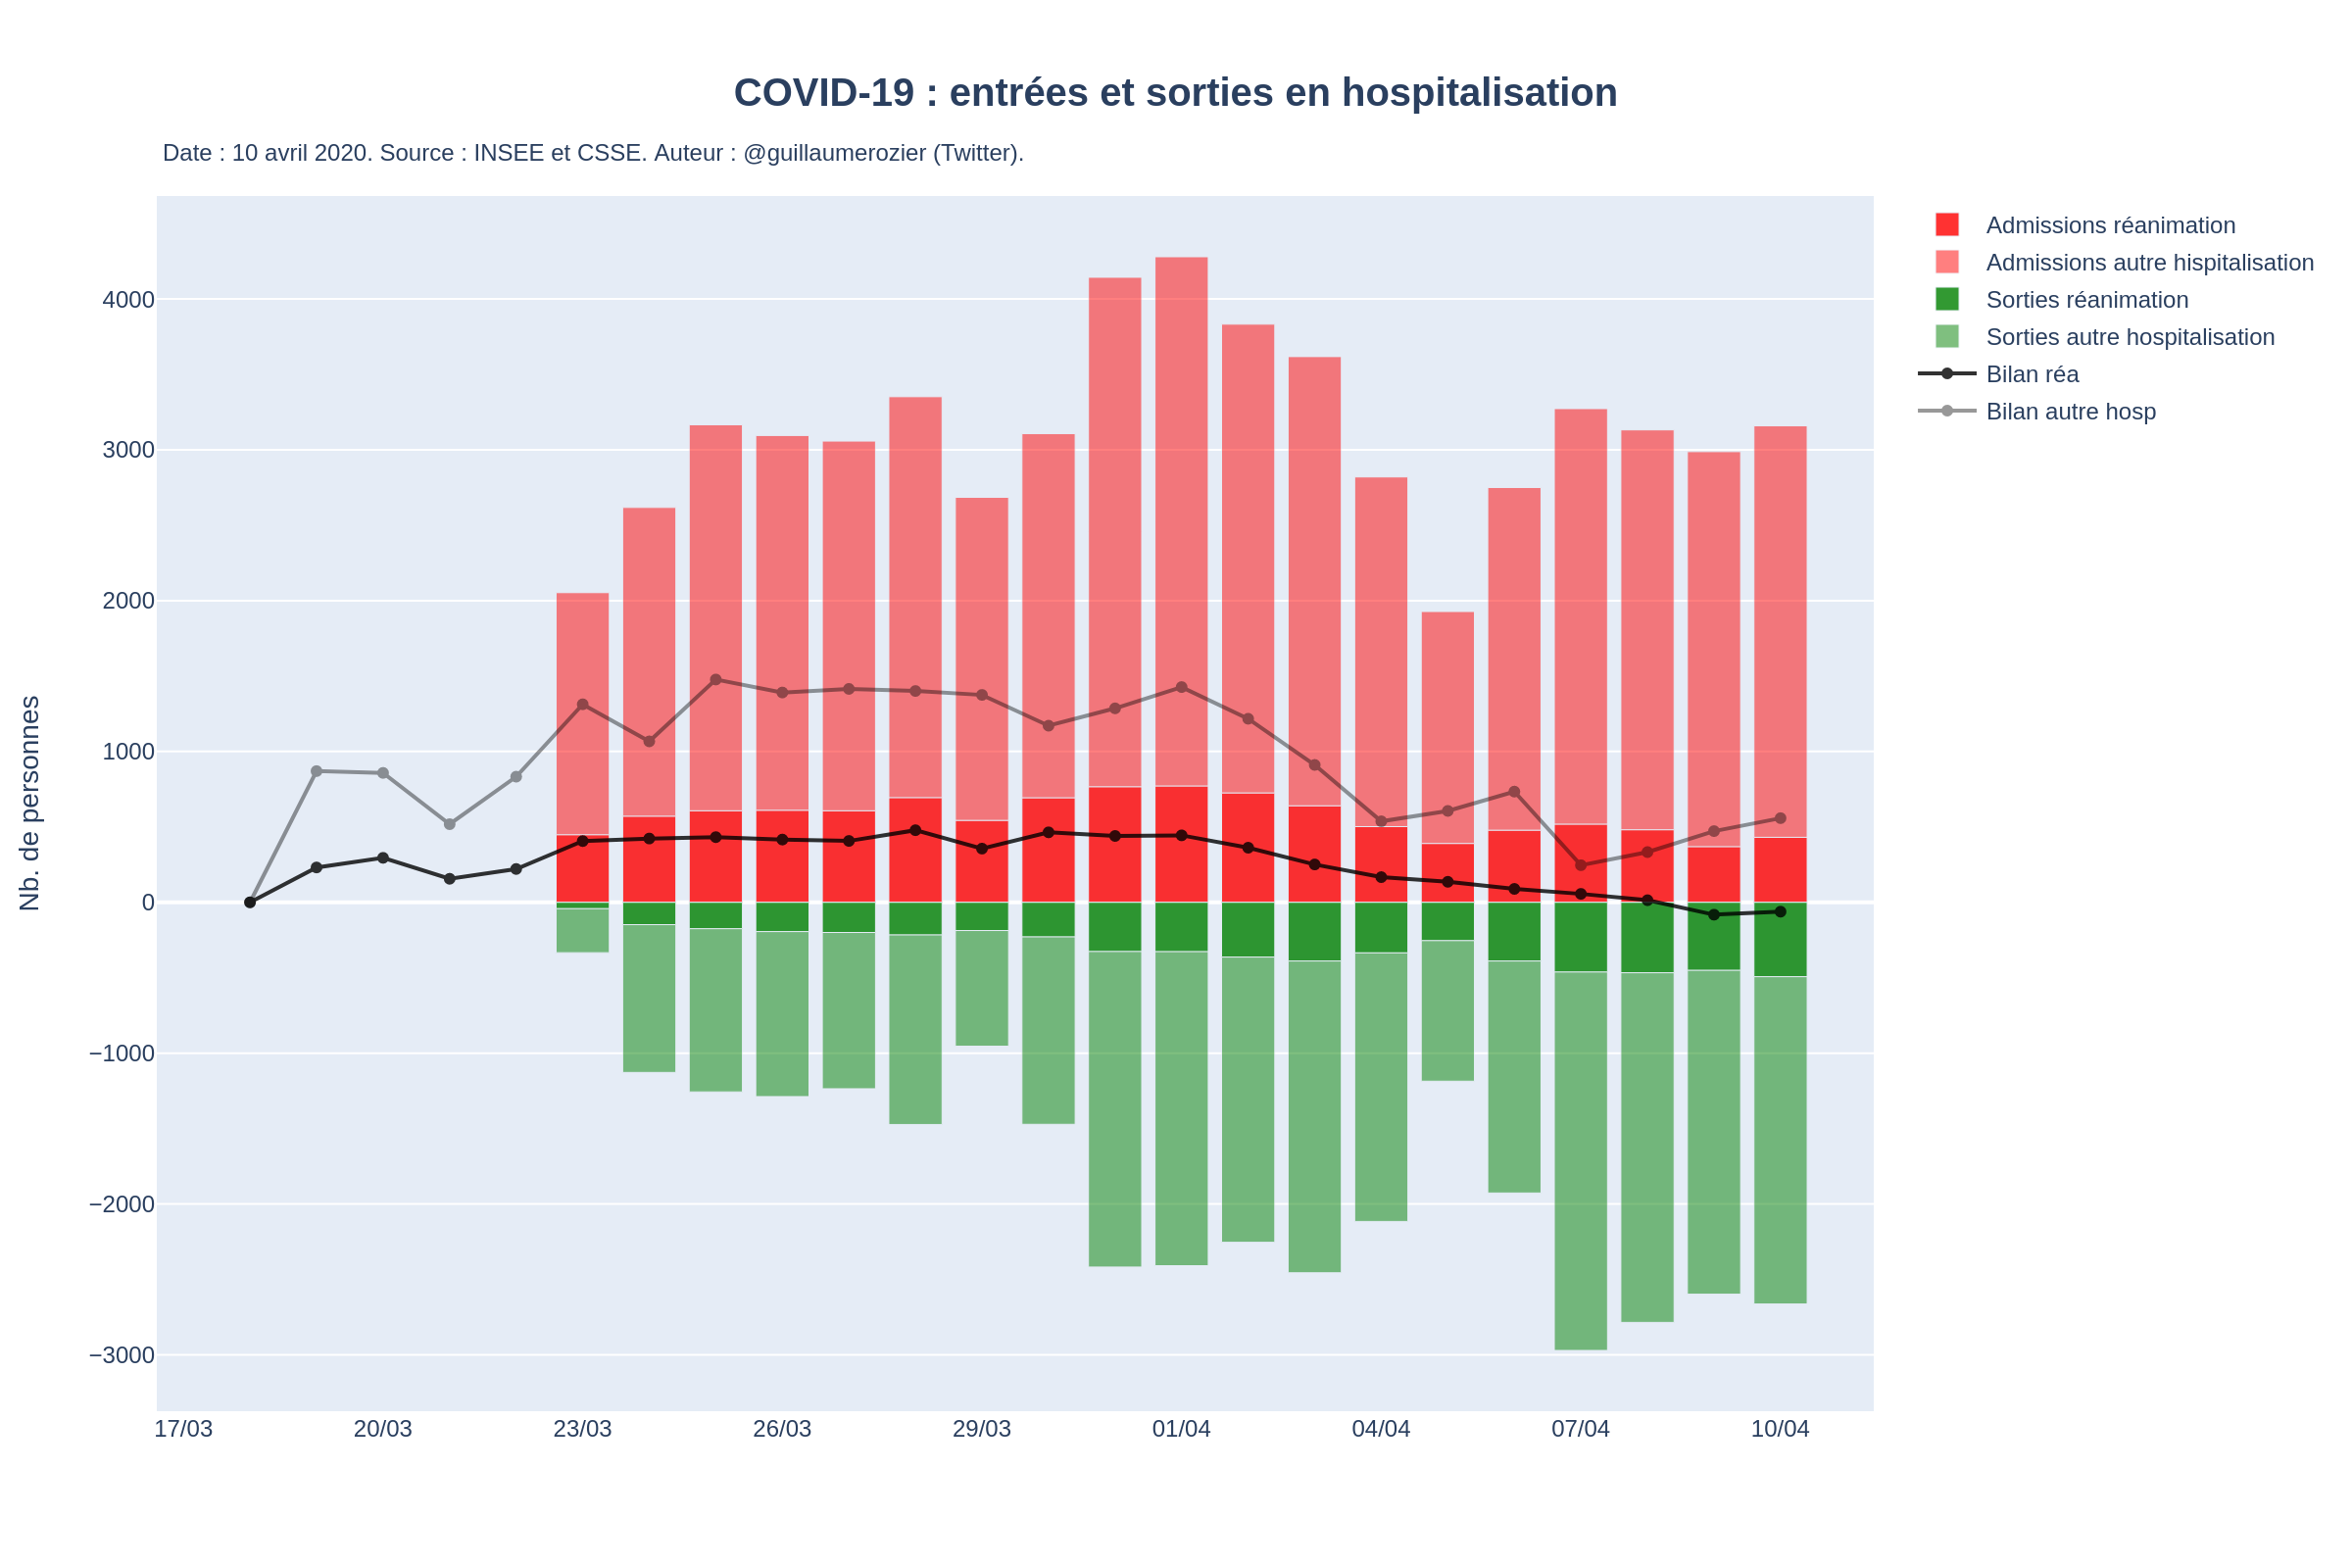 COVID-19 : entrées et sorties en hospitalisation
Date : 10 avril 2020. Source : INSEE et CSSE. Auteur : @guillaumerozier (Twitter).
Admissions réanimation
Admissions autre hispitalisation
Sorties réanimation
Sorties autre hospitalisation
Bilan réa
Bilan autre hosp
Nb. de personnes
4000
3000
2000
1000
0
−1000
−2000
−3000
17/03 20/03 23/03 26/03 29/03 01/04 04/04 07/04 10/04